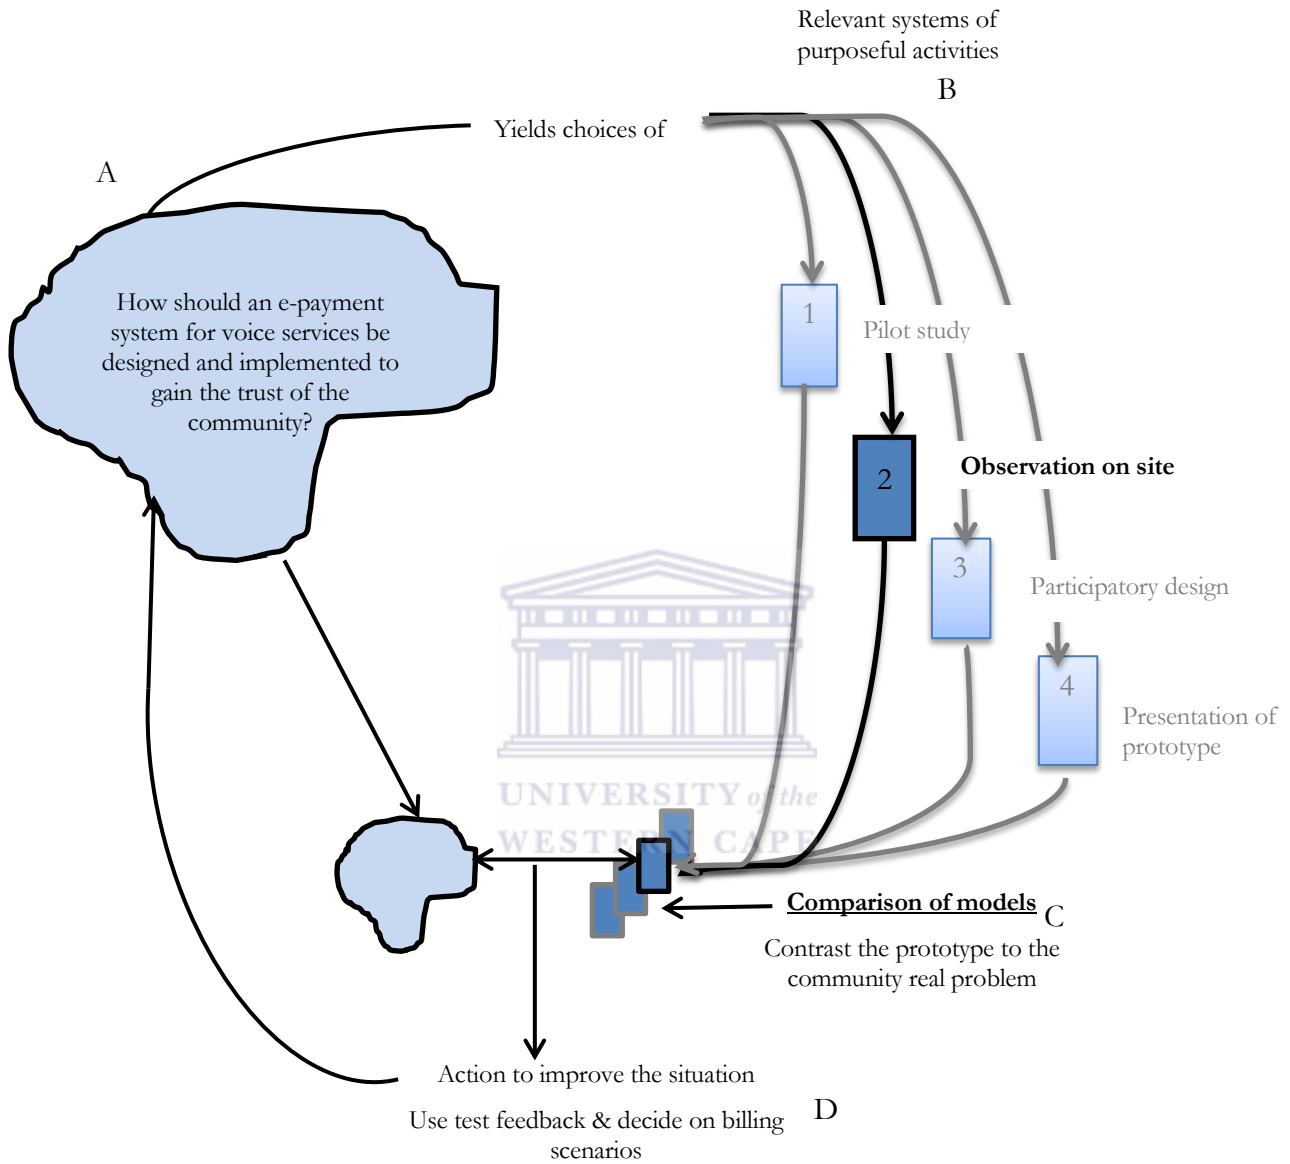 Relevant systems of
purposeful activities
B
Yields choices of
A
How should an e-payment
system for voice services be
designed and implemented to
gain the trust of the
community?
1
Pilot study
2
Observation on site
3
Participatory design
4
Presentation of
prototype
UNIVERSITY of the
WESTERN CAPE
Comparison of models
C
Contrast the prototype to the
community real problem
Action to improve the situation
D
Use test feedback & decide on billing
scenarios